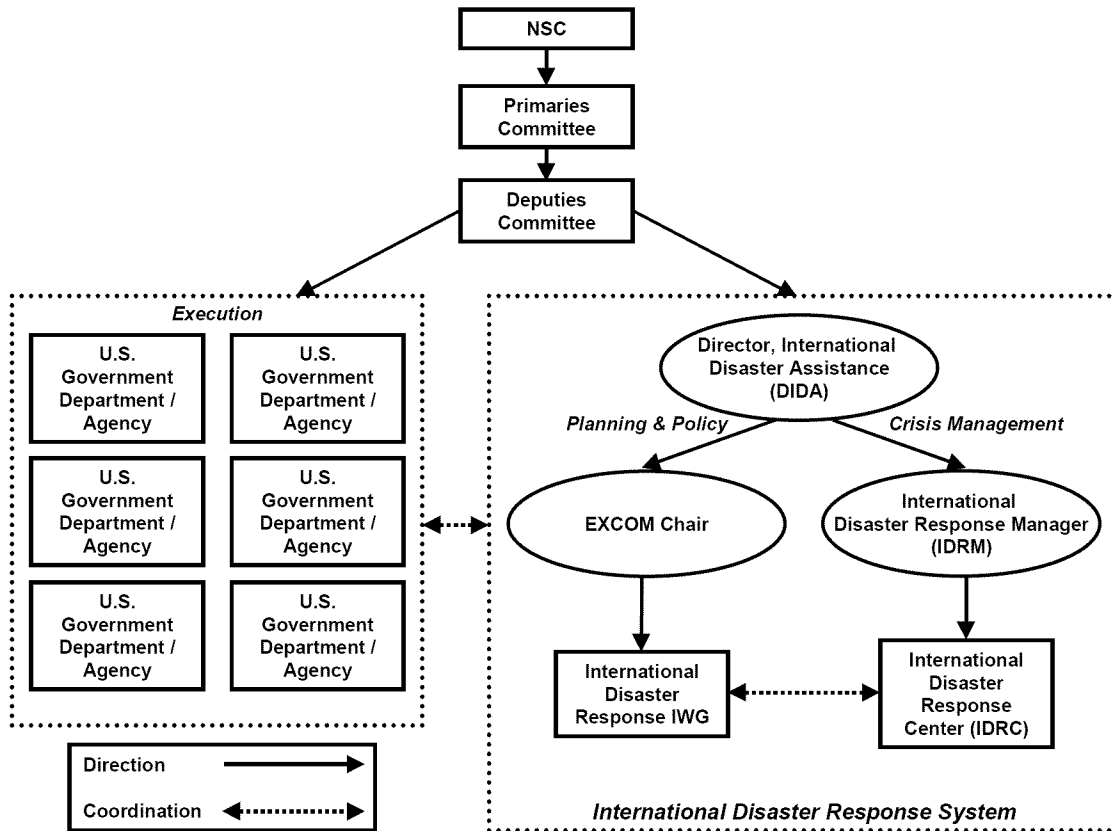 NSC
Primaries
Committee
Deputies
Committee
Execution
U.S.
Government
Department /
Agency
U.S.
Government
Department /
Agency
U.S.
Government
Department /
Agency
U.S.
Government
Department /
Agency
U.S.
Government
Department /
Agency
U.S.
Government
Department /
Agency
Director, International
Disaster Assistance
(DIDA)
Planning & Policy
Crisis Management
EXCOM Chair
International
Disaster Response Manager
(IDRM)
International
Disaster
Response IWG
International
Disaster
Response
Center (IDRC)
Direction
Coordination
International Disaster Response System